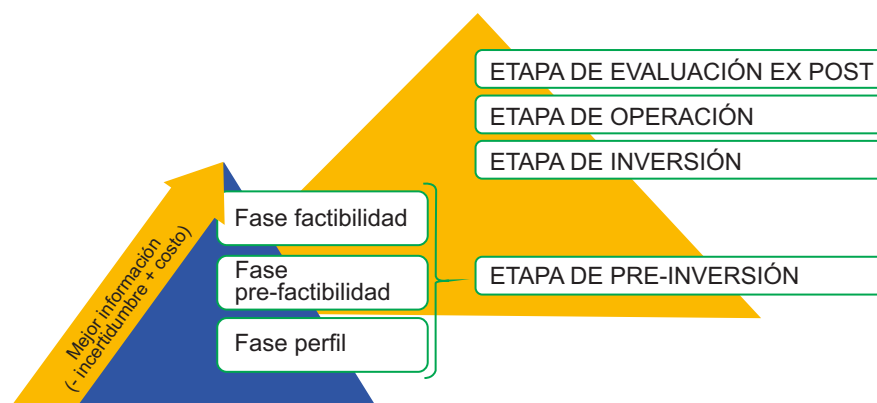 ETAPA DE EVALUACIÓN EX POST
ETAPA DE OPERACIÓN
ETAPA DE INVERSIÓN
Mejor información
(- incertidumbre + costo)
Fase factibilidad
Fase
pre-factibilidad
Fase perfil
ETAPA DE PRE-INVERSIÓN